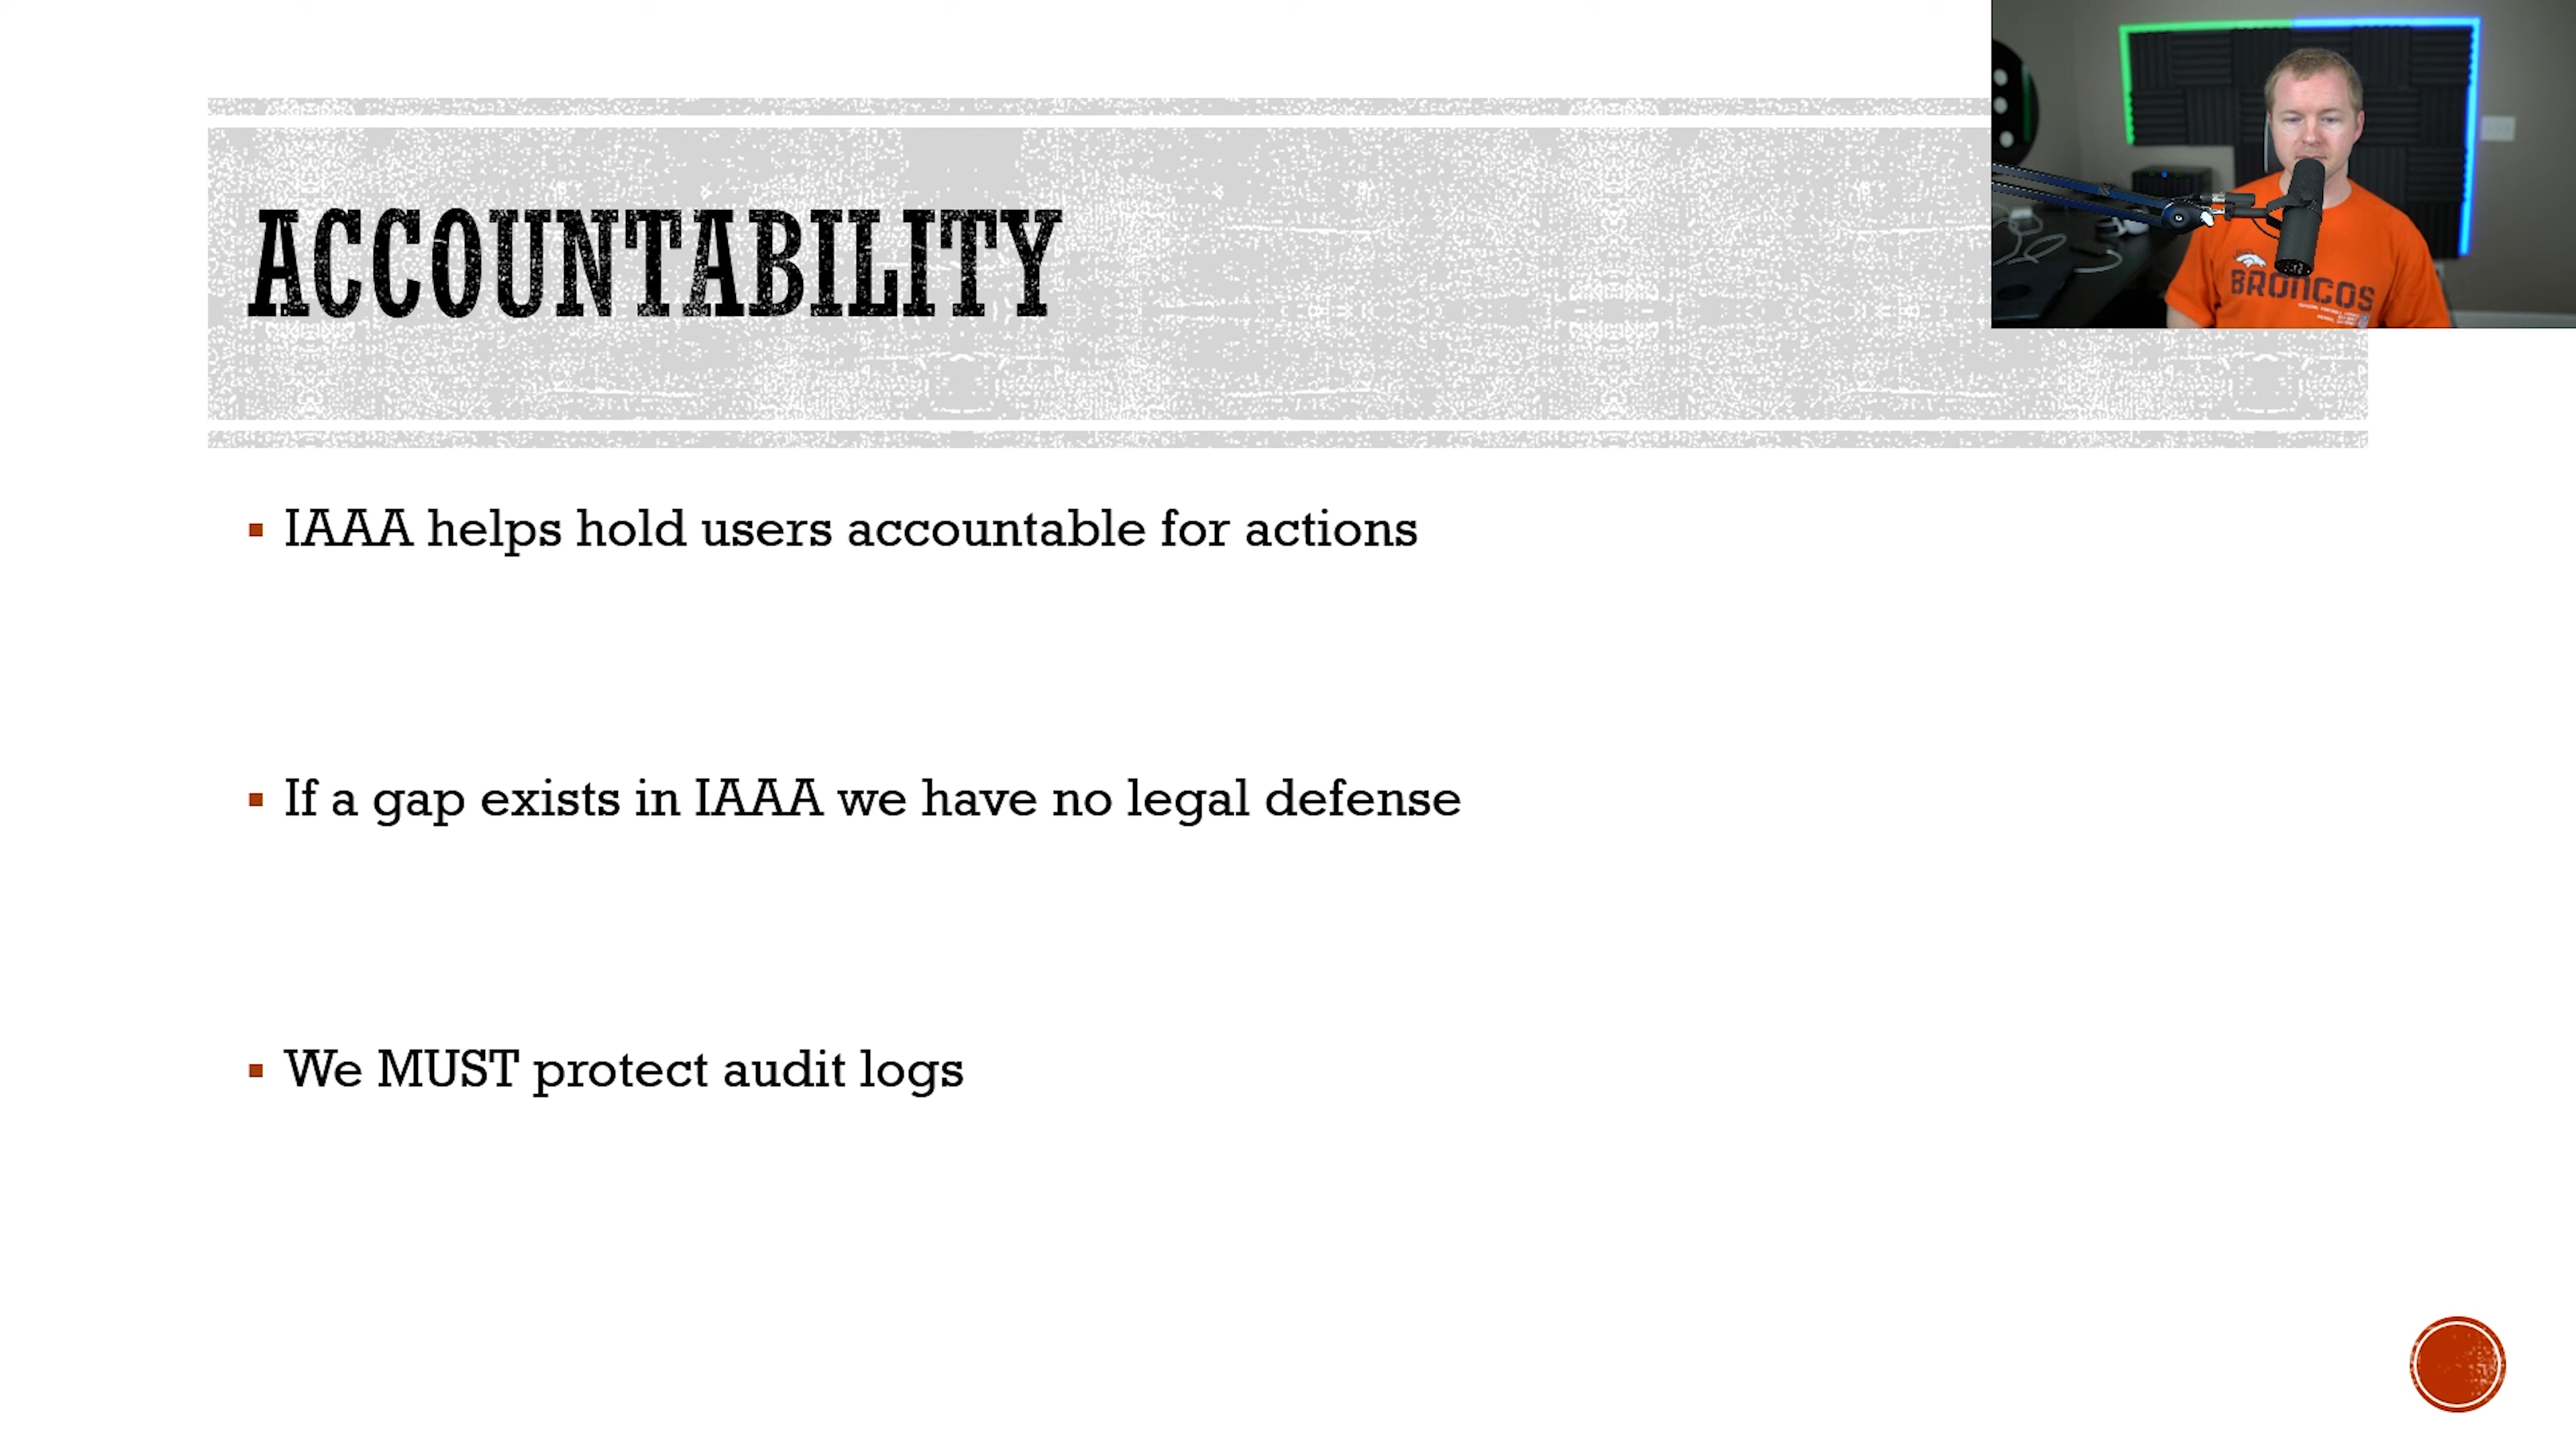 ACCOUNTABILITY
BRONCOS
IAAA helps hold users accountable for actions
If a gap exists in IAAA we have no legal defense
We MUST protect audit logs